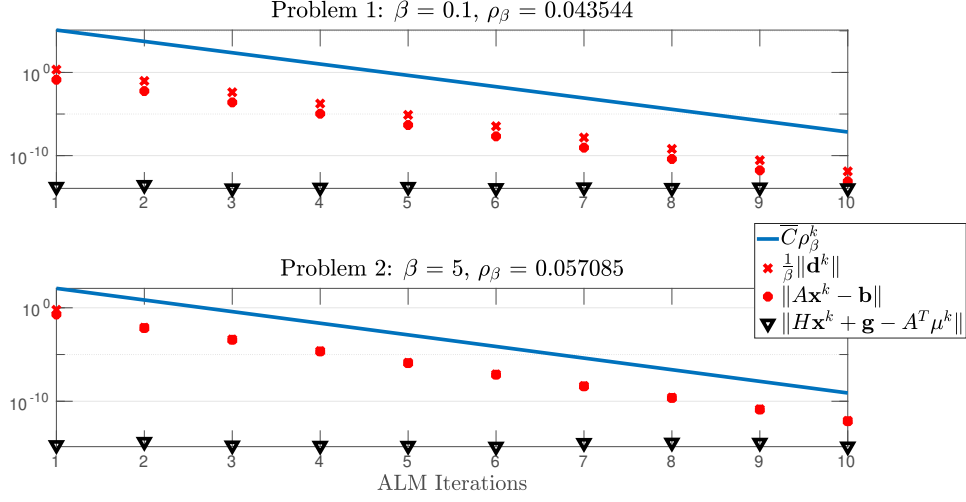 Problem 1: β = 0.1, ρ_β = 0.043544
10^0
10^-10
1 2 3 4 5 6 7 8 9 10
C̅ρ_β^k
1/β ‖d^k‖
‖Ax^k − b‖
‖Hx^k + g − A^T μ^k‖
Problem 2: β = 5, ρ_β = 0.057085
10^0
10^-10
1 2 3 4 5 6 7 8 9 10
ALM Iterations